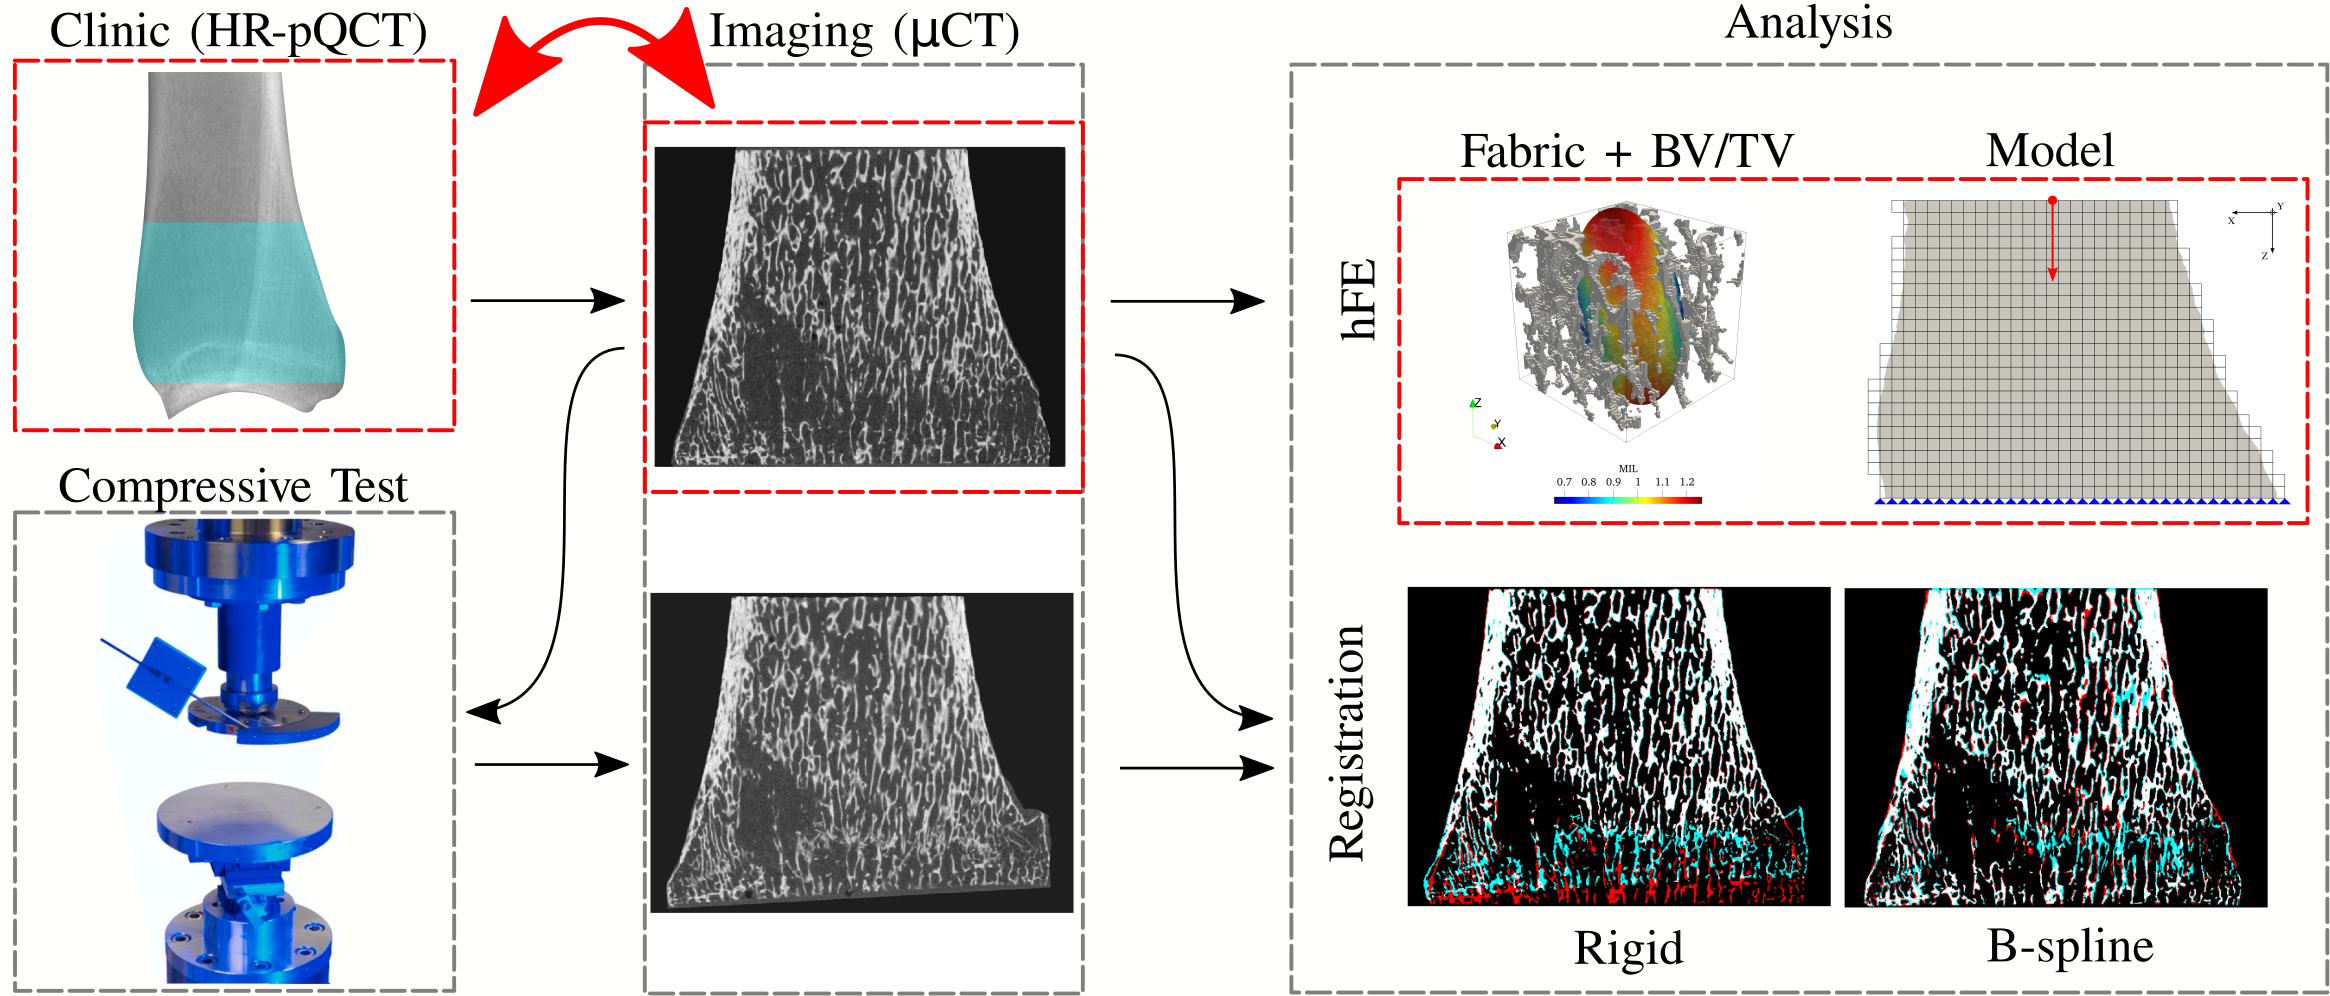 Clinic (HR-pQCT)
Imaging (µCT)
Analysis
Fabric + BV/TV
Model
hFE
X
Y
Z
Z
Y
X
MIL
0.7 0.8 0.9 1 1.1 1.2
Compressive Test
Registration
Rigid
B-spline